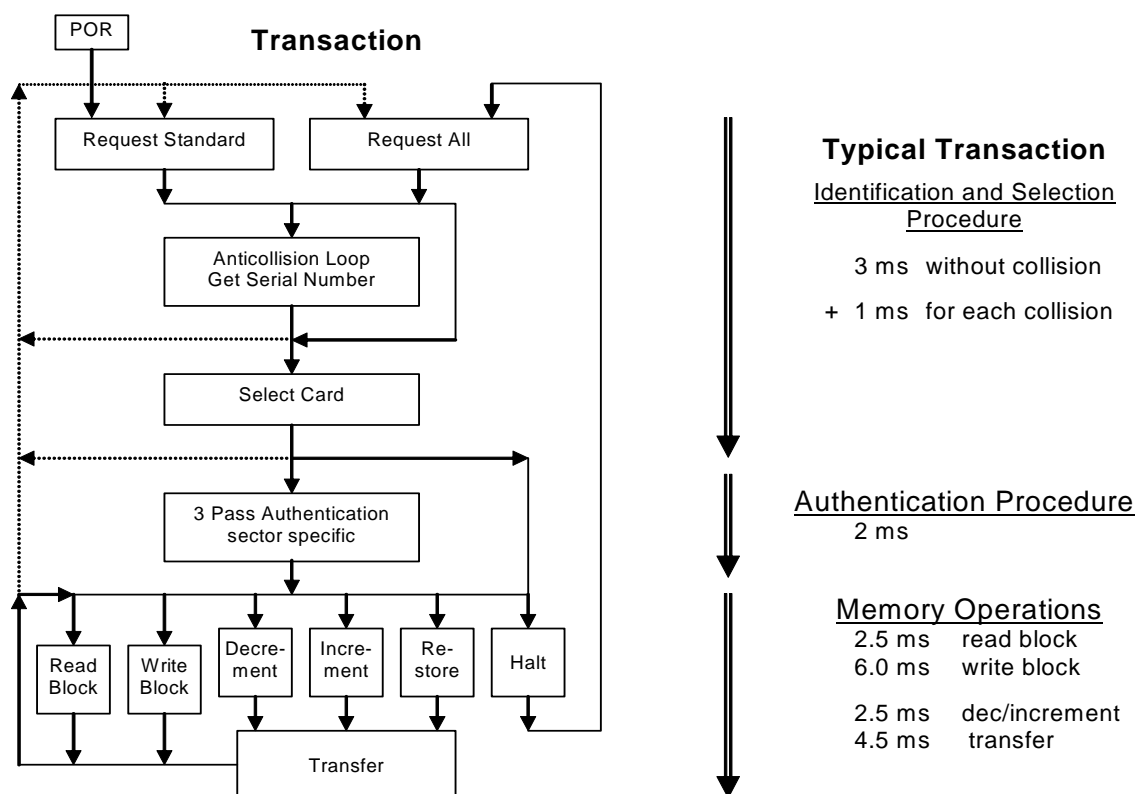 POR
Transaction
Request Standard
Request All
Anticollision Loop
Get Serial Number
Select Card
3 Pass Authentication
sector specific
Read
Block
Write
Block
Decre-
ment
Incre-
ment
Re-
store
Halt
Transfer
Typical Transaction
Identification and Selection
Procedure
3 ms without collision
+ 1 ms for each collision
Authentication Procedure
2 ms
Memory Operations
2.5 ms read block
6.0 ms write block
2.5 ms dec/increment
4.5 ms transfer